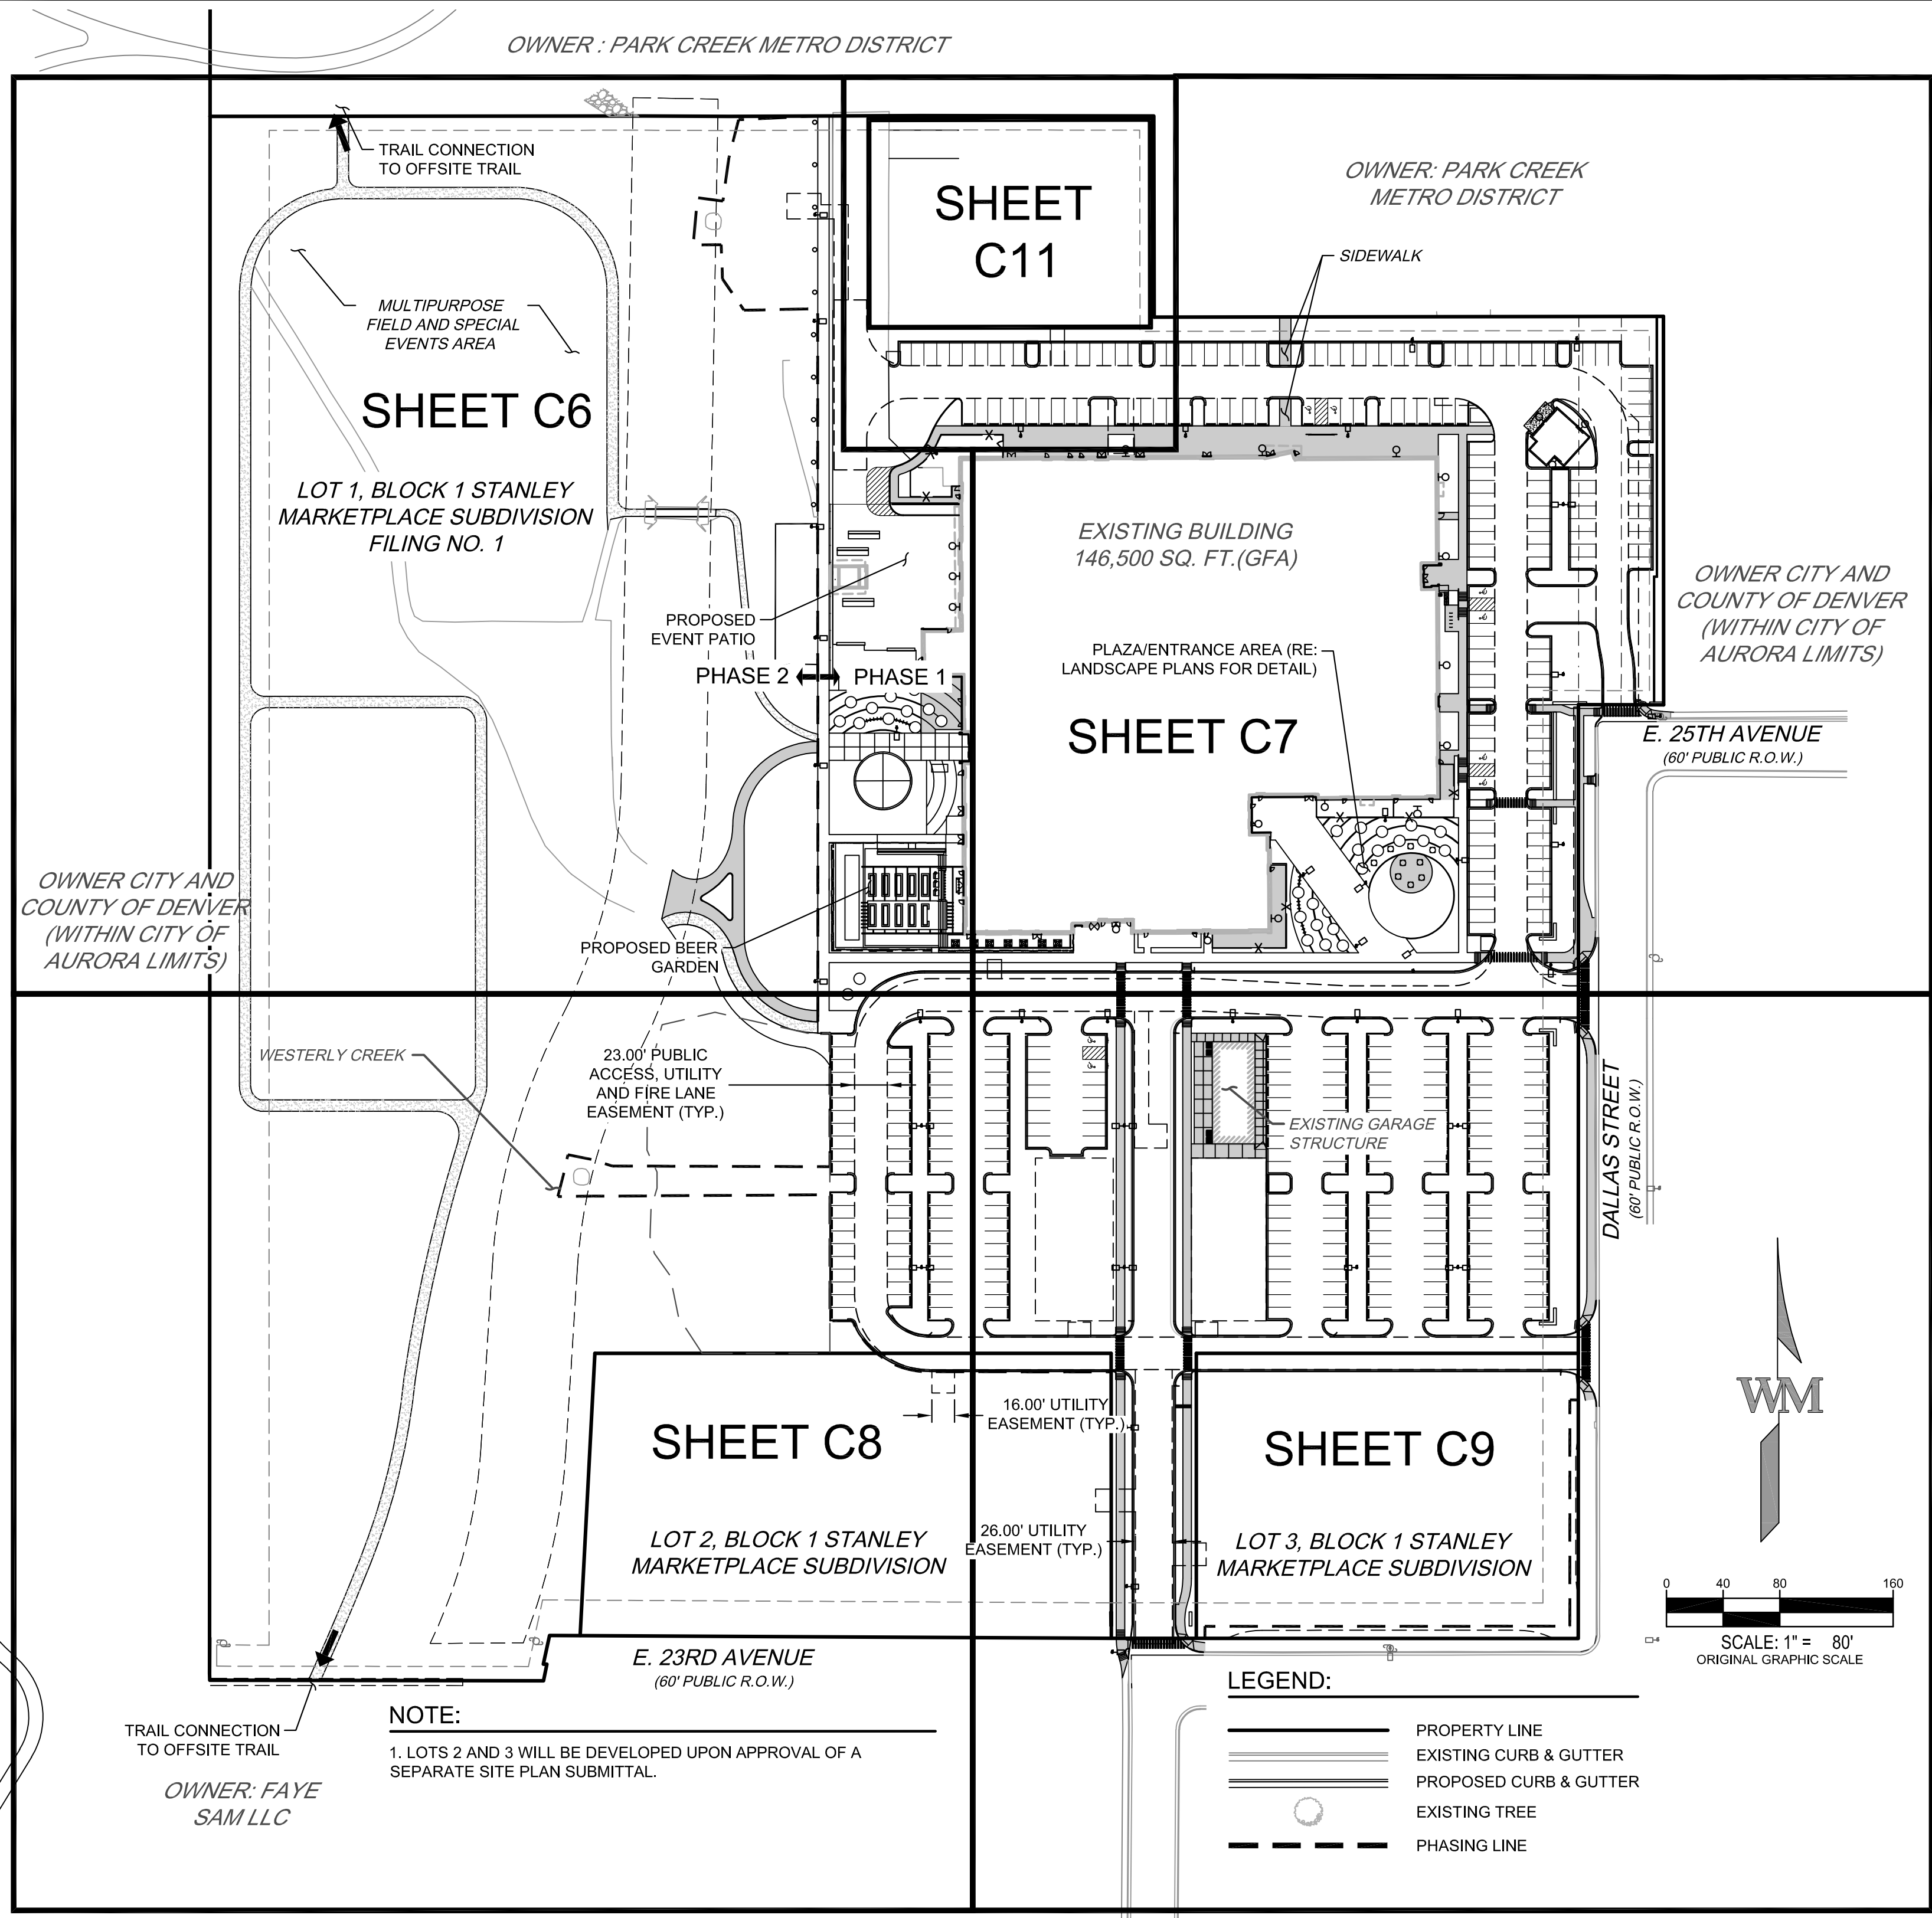 OWNER : PARK CREEK METRO DISTRICT
TRAIL CONNECTION
TO OFFSITE TRAIL
SHEET
C11
OWNER: PARK CREEK
METRO DISTRICT
SIDEWALK
MULTIPURPOSE
FIELD AND SPECIAL
EVENTS AREA
SHEET C6
LOT 1, BLOCK 1 STANLEY
MARKETPLACE SUBDIVISION
FILING NO. 1
EXISTING BUILDING
146,500 SQ. FT.(GFA)
OWNER CITY AND
COUNTY OF DENVER
(WITHIN CITY OF
AURORA LIMITS)
PROPOSED
EVENT PATIO
PHASE 2
PHASE 1
PLAZA/ENTRANCE AREA (RE:
LANDSCAPE PLANS FOR DETAIL)
SHEET C7
E. 25TH AVENUE
(60' PUBLIC R.O.W.)
OWNER CITY AND
COUNTY OF DENVER
(WITHIN CITY OF
AURORA LIMITS)
PROPOSED BEER
GARDEN
WESTERLY CREEK
23.00' PUBLIC
ACCESS, UTILITY
AND FIRE LANE
EASEMENT (TYP.)
EXISTING GARAGE
STRUCTURE
DALLAS STREET
(60' PUBLIC R.O.W.)
WM
16.00' UTILITY
EASEMENT (TYP.)
SHEET C8
SHEET C9
26.00' UTILITY
EASEMENT (TYP.)
LOT 2, BLOCK 1 STANLEY
MARKETPLACE SUBDIVISION
LOT 3, BLOCK 1 STANLEY
MARKETPLACE SUBDIVISION
0 40 80 160
SCALE: 1" = 80'
ORIGINAL GRAPHIC SCALE
E. 23RD AVENUE
(60' PUBLIC R.O.W.)
TRAIL CONNECTION
TO OFFSITE TRAIL
OWNER: FAYE
SAM LLC
NOTE:
1. LOTS 2 AND 3 WILL BE DEVELOPED UPON APPROVAL OF A
SEPARATE SITE PLAN SUBMITTAL.
LEGEND:
PROPERTY LINE
EXISTING CURB & GUTTER
PROPOSED CURB & GUTTER
EXISTING TREE
PHASING LINE